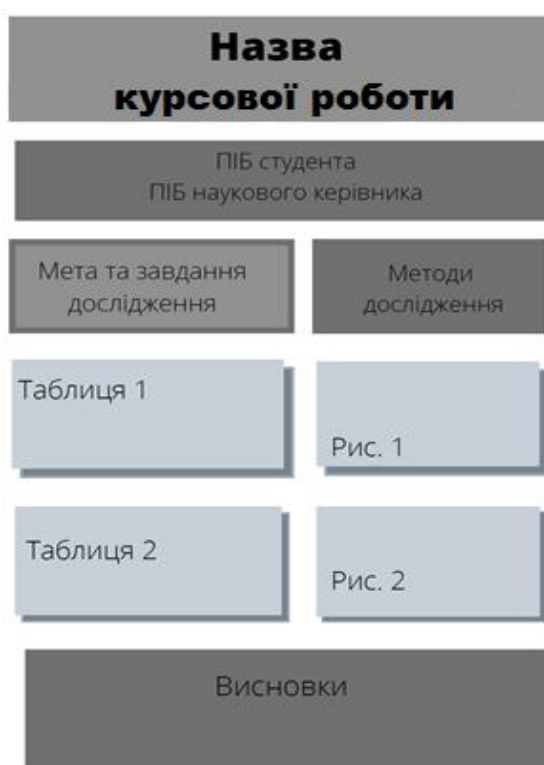 Назва
курсової роботи
ПІБ студента
ПІБ наукового керівника
Мета та завдання
дослідження
Методи
дослідження
Таблиця 1
Рис. 1
Таблиця 2
Рис. 2
Висновки